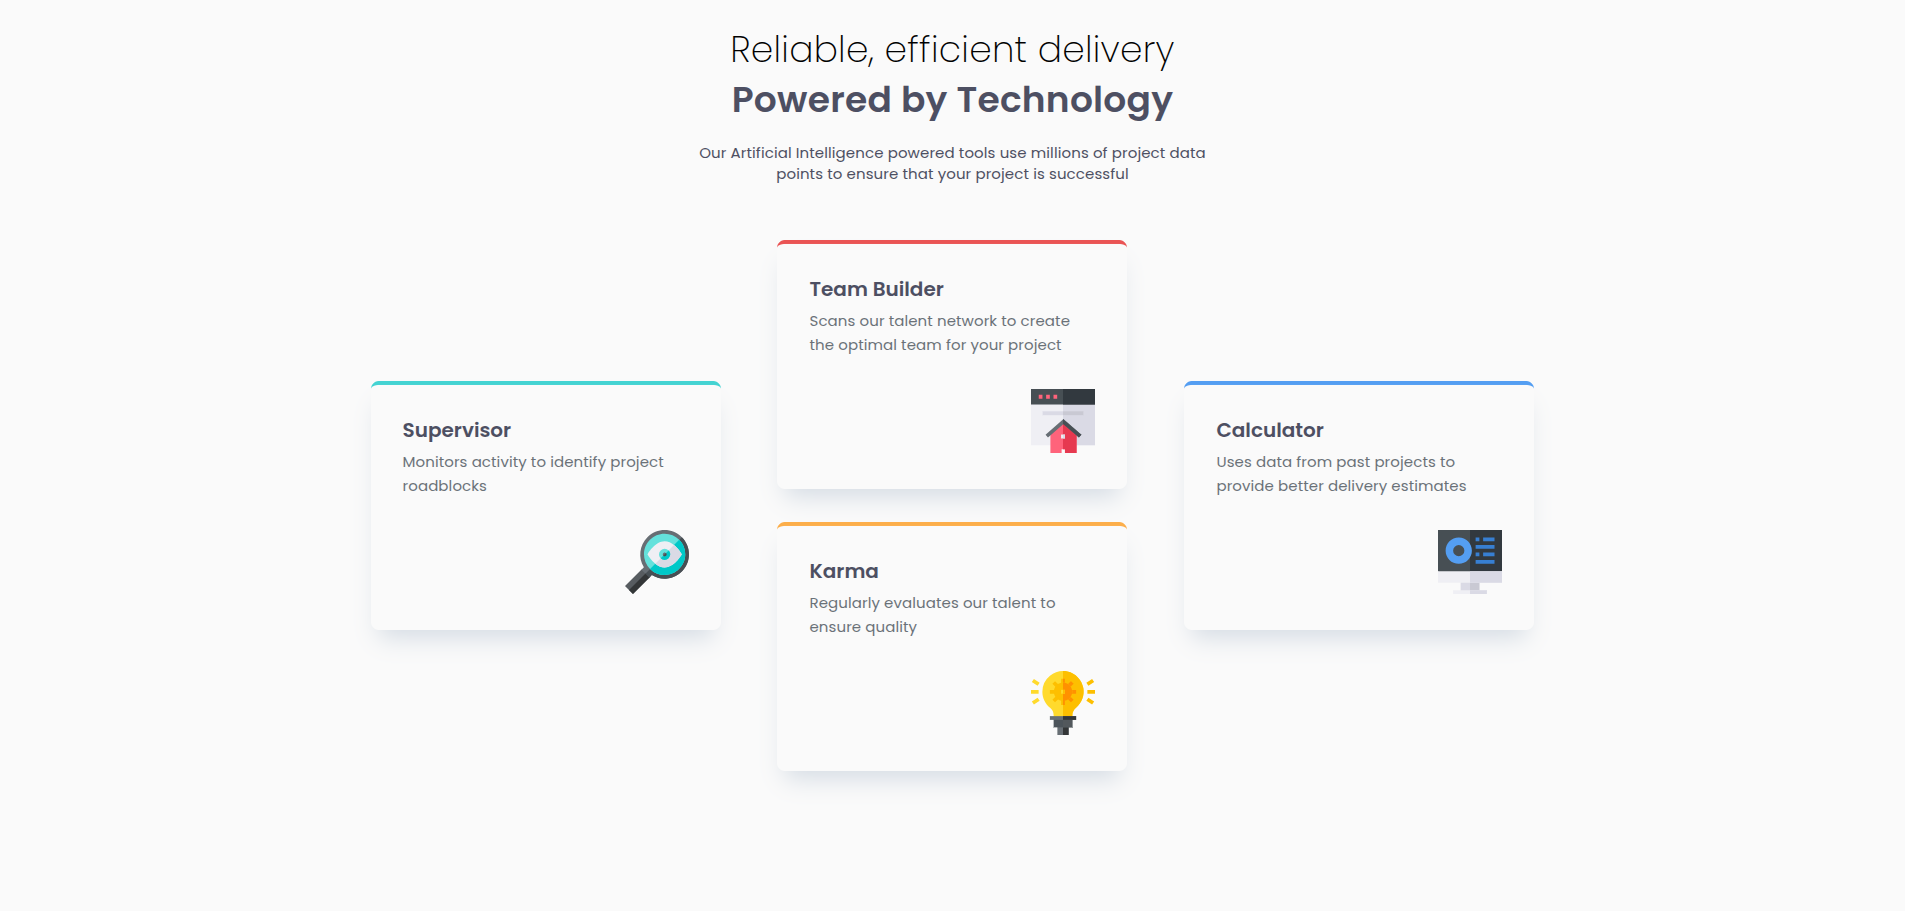 Reliable, efficient delivery
Powered by Technology
Our Artificial Intelligence powered tools use millions of project data
points to ensure that your project is successful
Supervisor
Monitors activity to identify project
roadblocks
Team Builder
Scans our talent network to create
the optimal team for your project
Karma
Regularly evaluates our talent to
ensure quality
Calculator
Uses data from past projects to
provide better delivery estimates